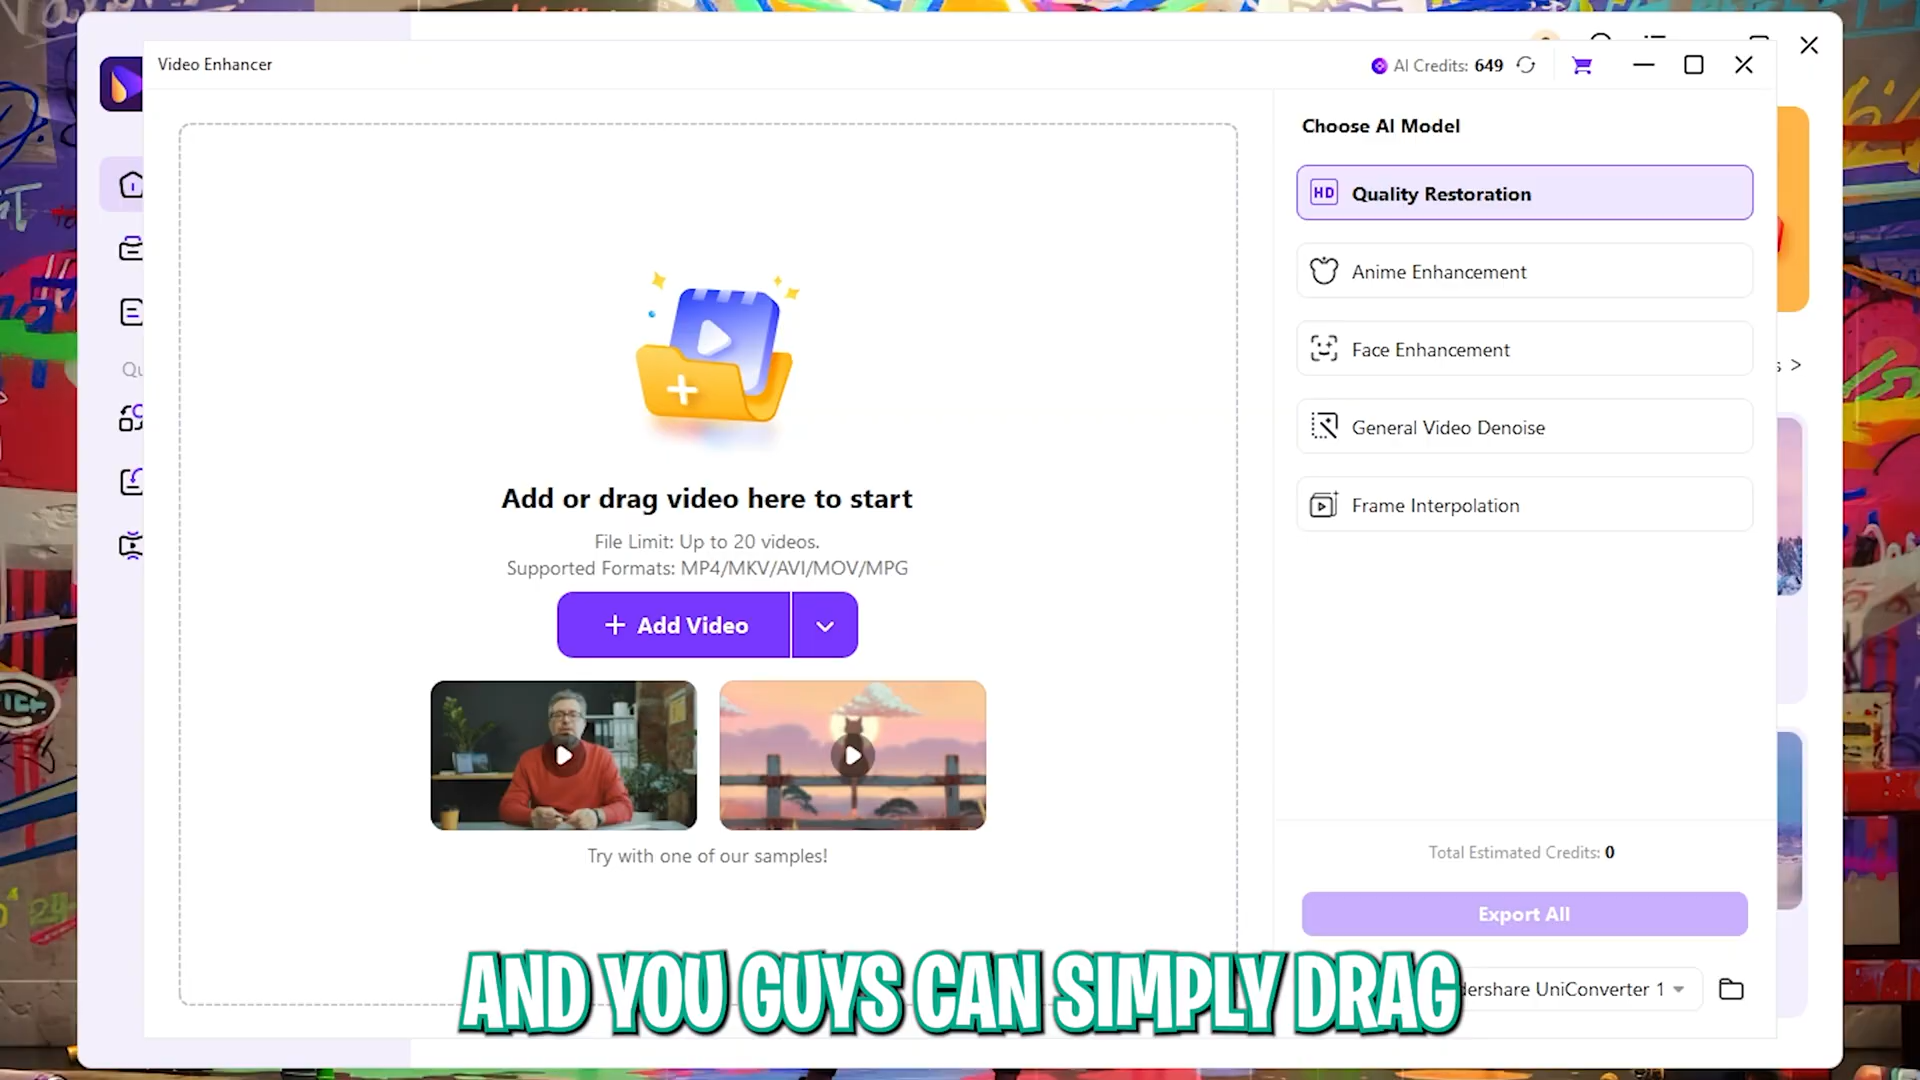 Video Enhancer
AI Credits: 649
Choose AI Model
HD Quality Restoration
Anime Enhancement
Face Enhancement
General Video Denoise
Frame Interpolation
Add or drag video here to start
File Limit: Up to 20 videos.
Supported Formats: MP4/MKV/AVI/MOV/MPG
+ Add Video
Try with one of our samples!
Total Estimated Credits: 0
Export All
dershare UniConverter 1
AND YOU GUYS CAN SIMPLY DRAG